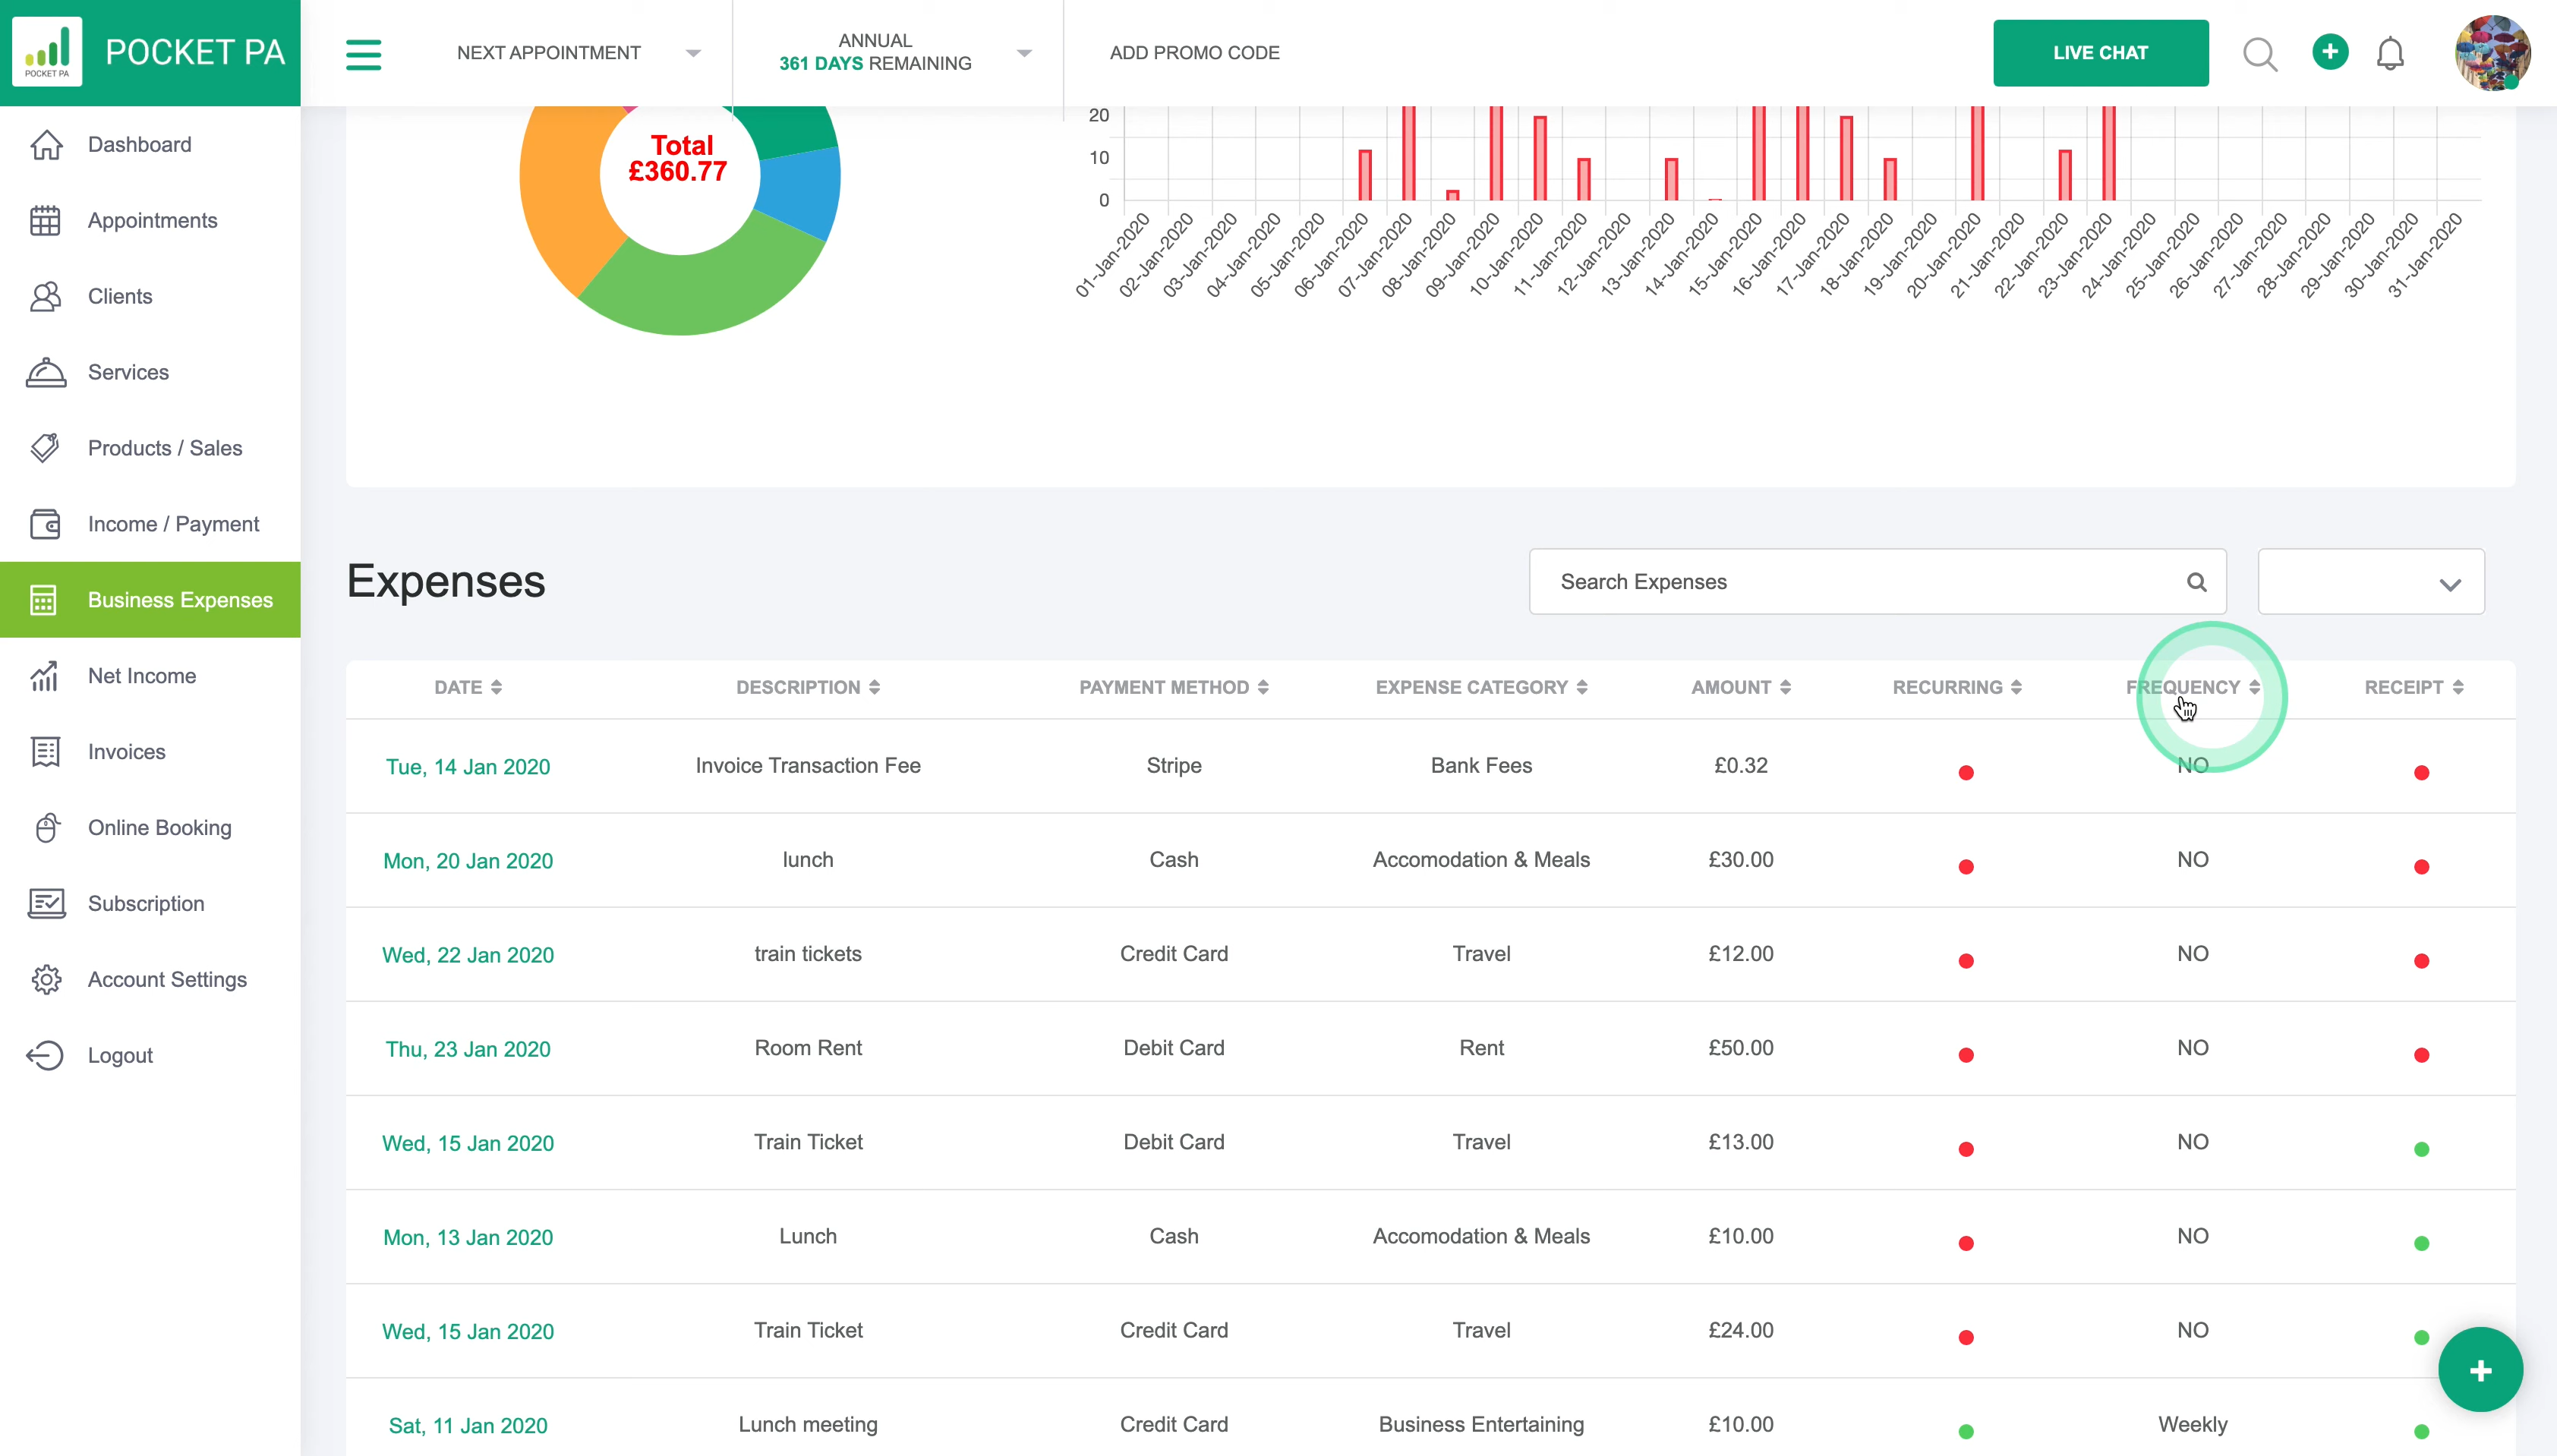 POCKET PA
POCKET PA
NEXT APPOINTMENT
ANNUAL
361 DAYS REMAINING
ADD PROMO CODE
LIVE CHAT
Dashboard
Appointments
Clients
Services
Products / Sales
Income / Payment
Business Expenses
Net Income
Invoices
Online Booking
Subscription
Account Settings
Logout
Total
£360.77
20
10
0
01-Jan-2020
02-Jan-2020
03-Jan-2020
04-Jan-2020
05-Jan-2020
06-Jan-2020
07-Jan-2020
08-Jan-2020
09-Jan-2020
10-Jan-2020
11-Jan-2020
12-Jan-2020
13-Jan-2020
14-Jan-2020
15-Jan-2020
16-Jan-2020
17-Jan-2020
18-Jan-2020
19-Jan-2020
20-Jan-2020
21-Jan-2020
22-Jan-2020
23-Jan-2020
24-Jan-2020
25-Jan-2020
26-Jan-2020
27-Jan-2020
28-Jan-2020
29-Jan-2020
30-Jan-2020
31-Jan-2020
Expenses
Search Expenses
DATE DESCRIPTION PAYMENT METHOD EXPENSE CATEGORY AMOUNT RECURRING FREQUENCY RECEIPT
Tue, 14 Jan 2020 Invoice Transaction Fee Stripe Bank Fees £0.32 NO
Mon, 20 Jan 2020 lunch Cash Accomodation & Meals £30.00 NO
Wed, 22 Jan 2020 train tickets Credit Card Travel £12.00 NO
Thu, 23 Jan 2020 Room Rent Debit Card Rent £50.00 NO
Wed, 15 Jan 2020 Train Ticket Debit Card Travel £13.00 NO
Mon, 13 Jan 2020 Lunch Cash Accomodation & Meals £10.00 NO
Wed, 15 Jan 2020 Train Ticket Credit Card Travel £24.00 NO
Sat, 11 Jan 2020 Lunch meeting Credit Card Business Entertaining £10.00 Weekly